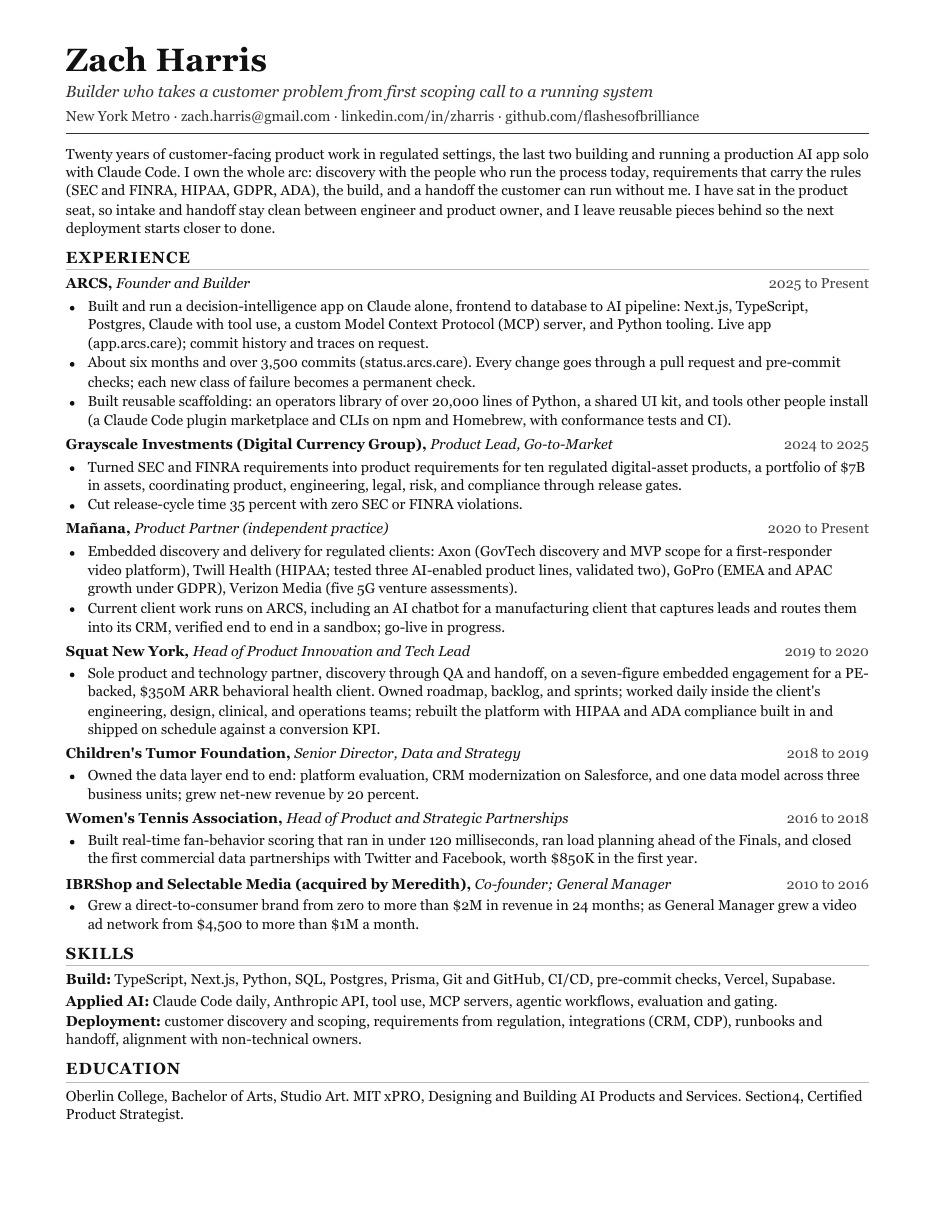 Zach Harris
Builder who takes a customer problem from first scoping call to a running system
New York Metro · zach.harris@gmail.com · linkedin.com/in/zharris · github.com/flashesofbrilliance
Twenty years of customer-facing product work in regulated settings, the last two building and running a production AI app solo
with Claude Code. I own the whole arc: discovery with the people who run the process today, requirements that carry the rules
(SEC and FINRA, HIPAA, GDPR, ADA), the build, and a handoff the customer can run without me. I have sat in the product
seat, so intake and handoff stay clean between engineer and product owner, and I leave reusable pieces behind so the next
deployment starts closer to done.
EXPERIENCE
ARCS, Founder and Builder 2025 to Present
• Built and run a decision-intelligence app on Claude alone, frontend to database to AI pipeline: Next.js, TypeScript,
Postgres, Claude with tool use, a custom Model Context Protocol (MCP) server, and Python tooling. Live app
(app.arcs.care); commit history and traces on request.
• About six months and over 3,500 commits (status.arcs.care). Every change goes through a pull request and pre-commit
checks; each new class of failure becomes a permanent check.
• Built reusable scaffolding: an operators library of over 20,000 lines of Python, a shared UI kit, and tools other people install
(a Claude Code plugin marketplace and CLIs on npm and Homebrew, with conformance tests and CI).
Grayscale Investments (Digital Currency Group), Product Lead, Go-to-Market 2024 to 2025
• Turned SEC and FINRA requirements into product requirements for ten regulated digital-asset products, a portfolio of $7B
in assets, coordinating product, engineering, legal, risk, and compliance through release gates.
• Cut release-cycle time 35 percent with zero SEC or FINRA violations.
Mañana, Product Partner (independent practice) 2020 to Present
• Embedded discovery and delivery for regulated clients: Axon (GovTech discovery and MVP scope for a first-responder
video platform), Twill Health (HIPAA; tested three AI-enabled product lines, validated two), GoPro (EMEA and APAC
growth under GDPR), Verizon Media (five 5G venture assessments).
• Current client work runs on ARCS, including an AI chatbot for a manufacturing client that captures leads and routes them
into its CRM, verified end to end in a sandbox; go-live in progress.
Squat New York, Head of Product Innovation and Tech Lead 2019 to 2020
• Sole product and technology partner, discovery through QA and handoff, on a seven-figure embedded engagement for a PE-
backed, $350M ARR behavioral health client. Owned roadmap, backlog, and sprints; worked daily inside the client's
engineering, design, clinical, and operations teams; rebuilt the platform with HIPAA and ADA compliance built in and
shipped on schedule against a conversion KPI.
Children's Tumor Foundation, Senior Director, Data and Strategy 2018 to 2019
• Owned the data layer end to end: platform evaluation, CRM modernization on Salesforce, and one data model across three
business units; grew net-new revenue by 20 percent.
Women's Tennis Association, Head of Product and Strategic Partnerships 2016 to 2018
• Built real-time fan-behavior scoring that ran in under 120 milliseconds, ran load planning ahead of the Finals, and closed
the first commercial data partnerships with Twitter and Facebook, worth $850K in the first year.
IBRShop and Selectable Media (acquired by Meredith), Co-founder; General Manager 2010 to 2016
• Grew a direct-to-consumer brand from zero to more than $2M in revenue in 24 months; as General Manager grew a video
ad network from $4,500 to more than $1M a month.
SKILLS
Build: TypeScript, Next.js, Python, SQL, Postgres, Prisma, Git and GitHub, CI/CD, pre-commit checks, Vercel, Supabase.
Applied AI: Claude Code daily, Anthropic API, tool use, MCP servers, agentic workflows, evaluation and gating.
Deployment: customer discovery and scoping, requirements from regulation, integrations (CRM, CDP), runbooks and
handoff, alignment with non-technical owners.
EDUCATION
Oberlin College, Bachelor of Arts, Studio Art. MIT xPRO, Designing and Building AI Products and Services. Section4, Certified
Product Strategist.